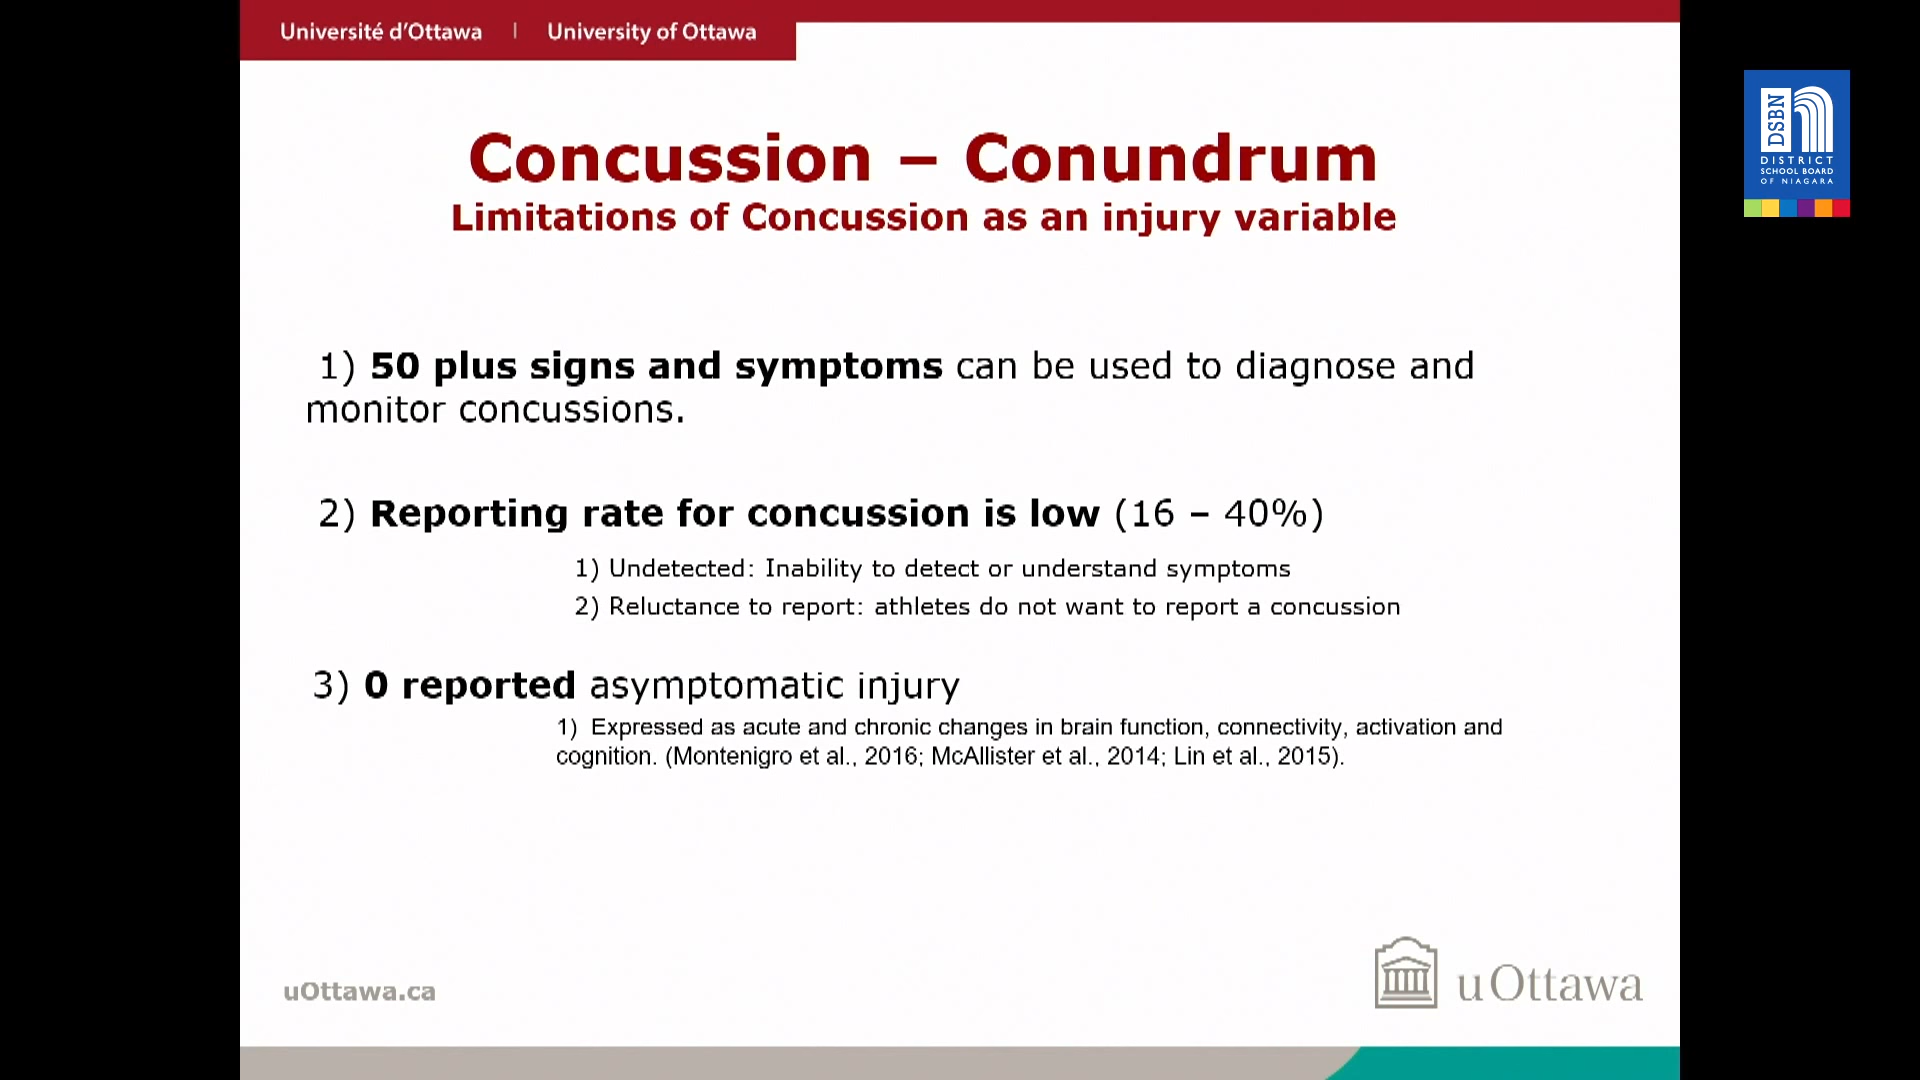 Université d'Ottawa | University of Ottawa
DSBN
DISTRICT
SCHOOL BOARD
OF NIAGARA
Concussion – Conundrum
Limitations of Concussion as an injury variable
1) 50 plus signs and symptoms can be used to diagnose and
monitor concussions.
2) Reporting rate for concussion is low (16 – 40%)
1) Undetected: Inability to detect or understand symptoms
2) Reluctance to report: athletes do not want to report a concussion
3) 0 reported asymptomatic injury
1) Expressed as acute and chronic changes in brain function, connectivity, activation and
cognition. (Montenigro et al., 2016; McAllister et al., 2014; Lin et al., 2015).
uOttawa.ca
uOttawa